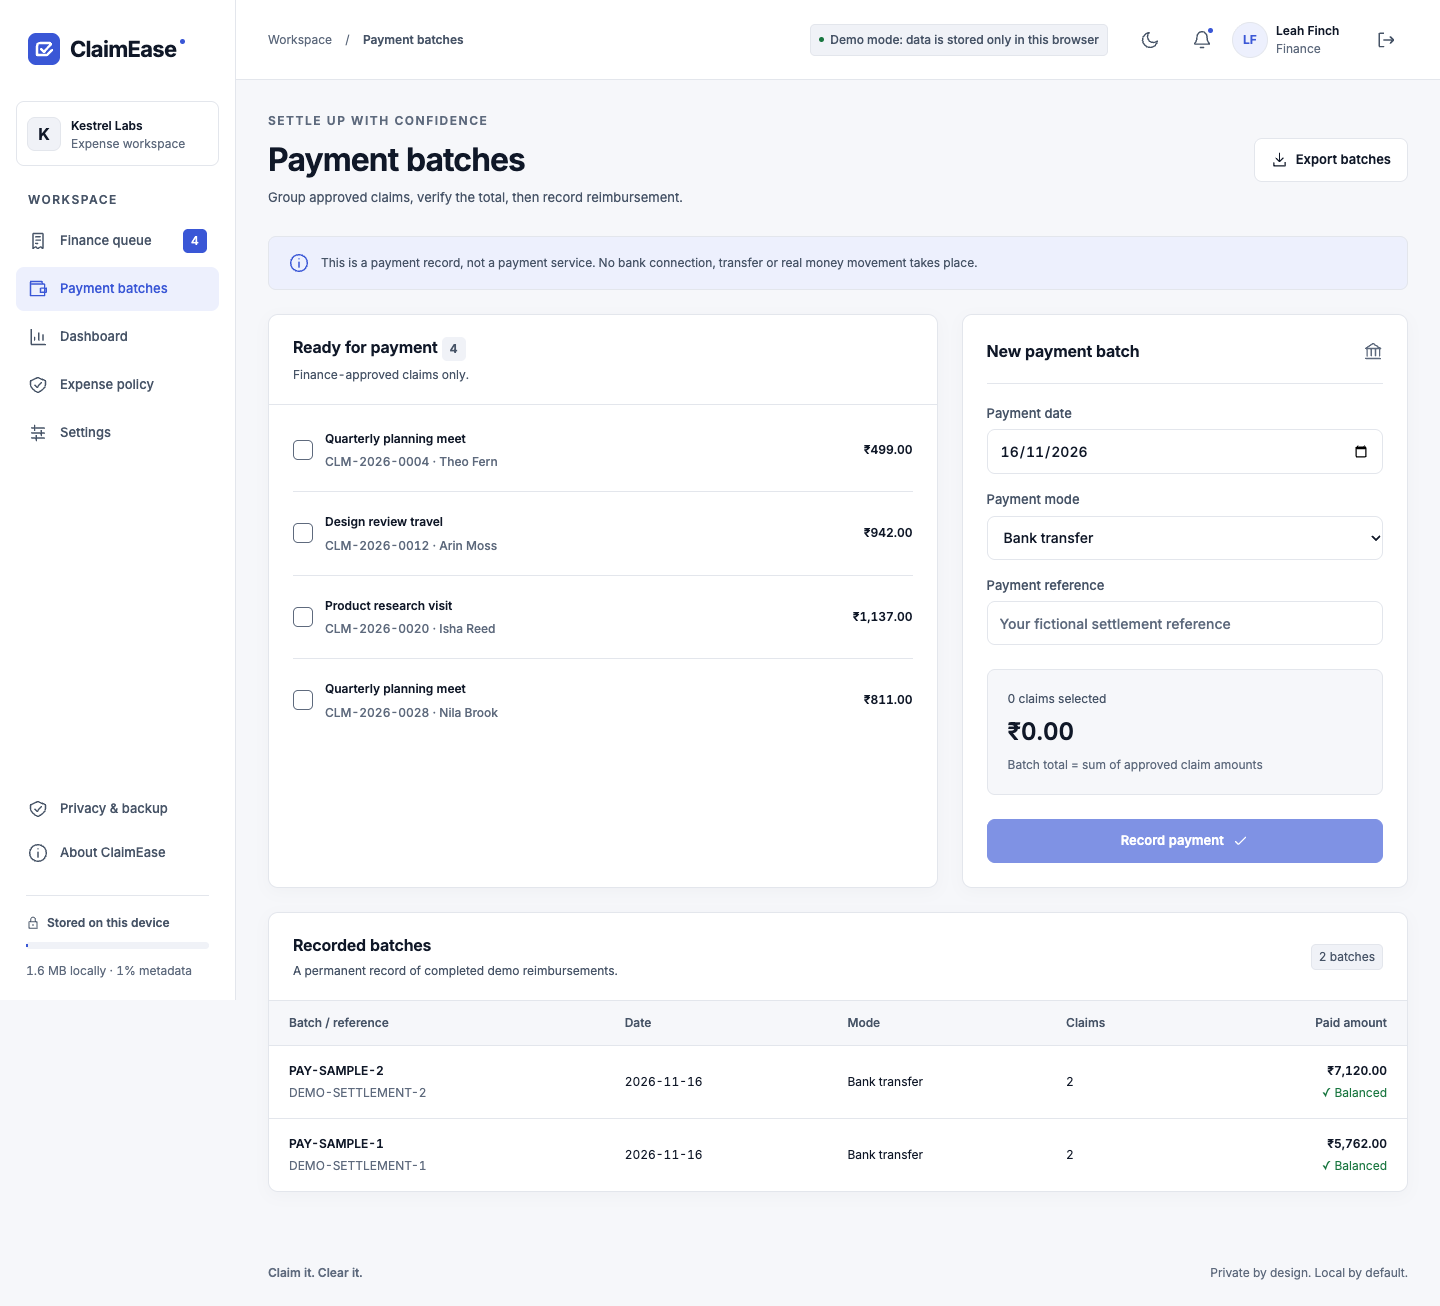 ClaimEase
K
Kestrel Labs
Expense workspace
WORKSPACE
Finance queue 4
Payment batches
Dashboard
Expense policy
Settings
Privacy & backup
About ClaimEase
Stored on this device
1.6 MB locally · 1% metadata
Workspace / Payment batches
Demo mode: data is stored only in this browser
LF
Leah Finch
Finance
SETTLE UP WITH CONFIDENCE
Payment batches
Group approved claims, verify the total, then record reimbursement.
Export batches
This is a payment record, not a payment service. No bank connection, transfer or real money movement takes place.
Ready for payment 4
Finance-approved claims only.
Quarterly planning meet
CLM-2026-0004 · Theo Fern
₹499.00
Design review travel
CLM-2026-0012 · Arin Moss
₹942.00
Product research visit
CLM-2026-0020 · Isha Reed
₹1,137.00
Quarterly planning meet
CLM-2026-0028 · Nila Brook
₹811.00
New payment batch
Payment date
16/11/2026
Payment mode
Bank transfer
Payment reference
Your fictional settlement reference
0 claims selected
₹0.00
Batch total = sum of approved claim amounts
Record payment ✓
Recorded batches
A permanent record of completed demo reimbursements.
2 batches
Batch / reference Date Mode Claims Paid amount
PAY-SAMPLE-2
DEMO-SETTLEMENT-2
2026-11-16 Bank transfer 2
₹7,120.00
✓ Balanced
PAY-SAMPLE-1
DEMO-SETTLEMENT-1
2026-11-16 Bank transfer 2
₹5,762.00
✓ Balanced
Claim it. Clear it.
Private by design. Local by default.